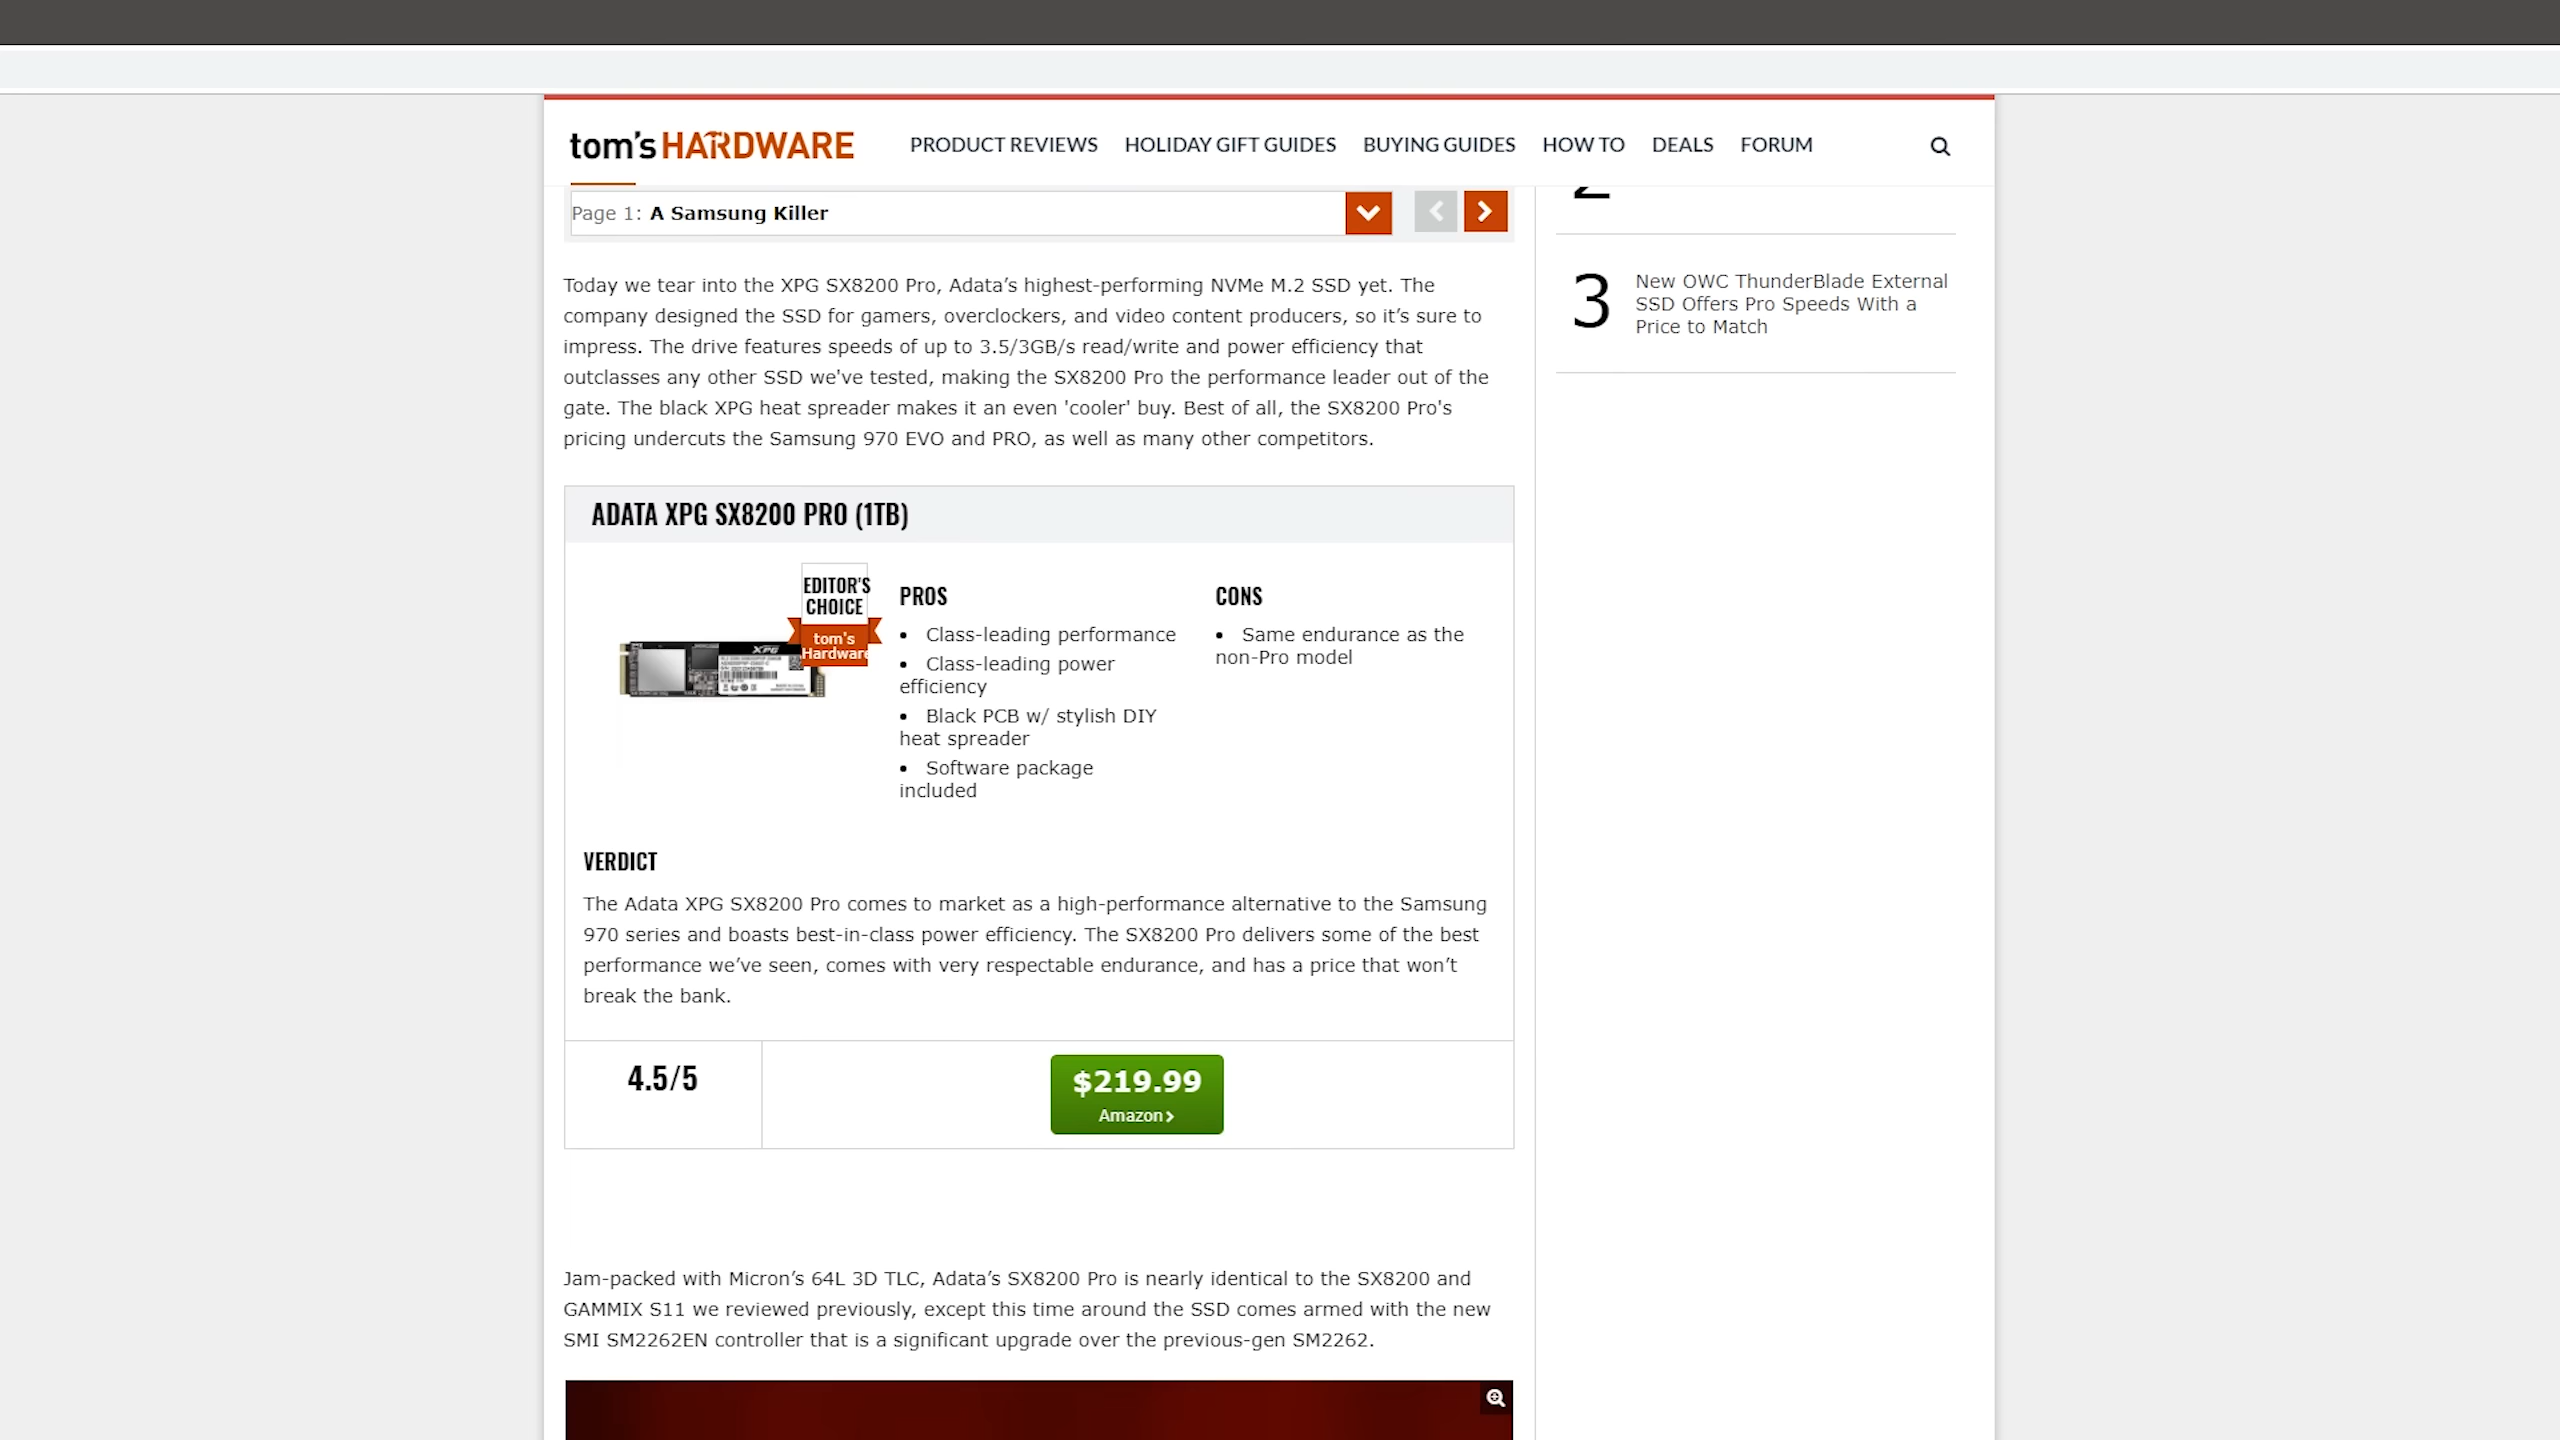 tom's HARDWARE
PRODUCT REVIEWS
HOLIDAY GIFT GUIDES
BUYING GUIDES
HOW TO
DEALS
FORUM
Page 1: A Samsung Killer
Today we tear into the XPG SX8200 Pro, Adata’s highest-performing NVMe M.2 SSD yet. The
company designed the SSD for gamers, overclockers, and video content producers, so it’s sure to
impress. The drive features speeds of up to 3.5/3GB/s read/write and power efficiency that
outclasses any other SSD we've tested, making the SX8200 Pro the performance leader out of the
gate. The black XPG heat spreader makes it an even 'cooler' buy. Best of all, the SX8200 Pro's
pricing undercuts the Samsung 970 EVO and PRO, as well as many other competitors.
ADATA XPG SX8200 PRO (1TB)
EDITOR'S
CHOICE
tom's
Hardware
XPG
PROS
• Class-leading performance
• Class-leading power
efficiency
• Black PCB w/ stylish DIY
heat spreader
• Software package
included
CONS
• Same endurance as the
non-Pro model
VERDICT
The Adata XPG SX8200 Pro comes to market as a high-performance alternative to the Samsung
970 series and boasts best-in-class power efficiency. The SX8200 Pro delivers some of the best
performance we’ve seen, comes with very respectable endurance, and has a price that won’t
break the bank.
4.5/5
$219.99
Amazon
Jam-packed with Micron’s 64L 3D TLC, Adata’s SX8200 Pro is nearly identical to the SX8200 and
GAMMIX S11 we reviewed previously, except this time around the SSD comes armed with the new
SMI SM2262EN controller that is a significant upgrade over the previous-gen SM2262.
3
New OWC ThunderBlade External
SSD Offers Pro Speeds With a
Price to Match